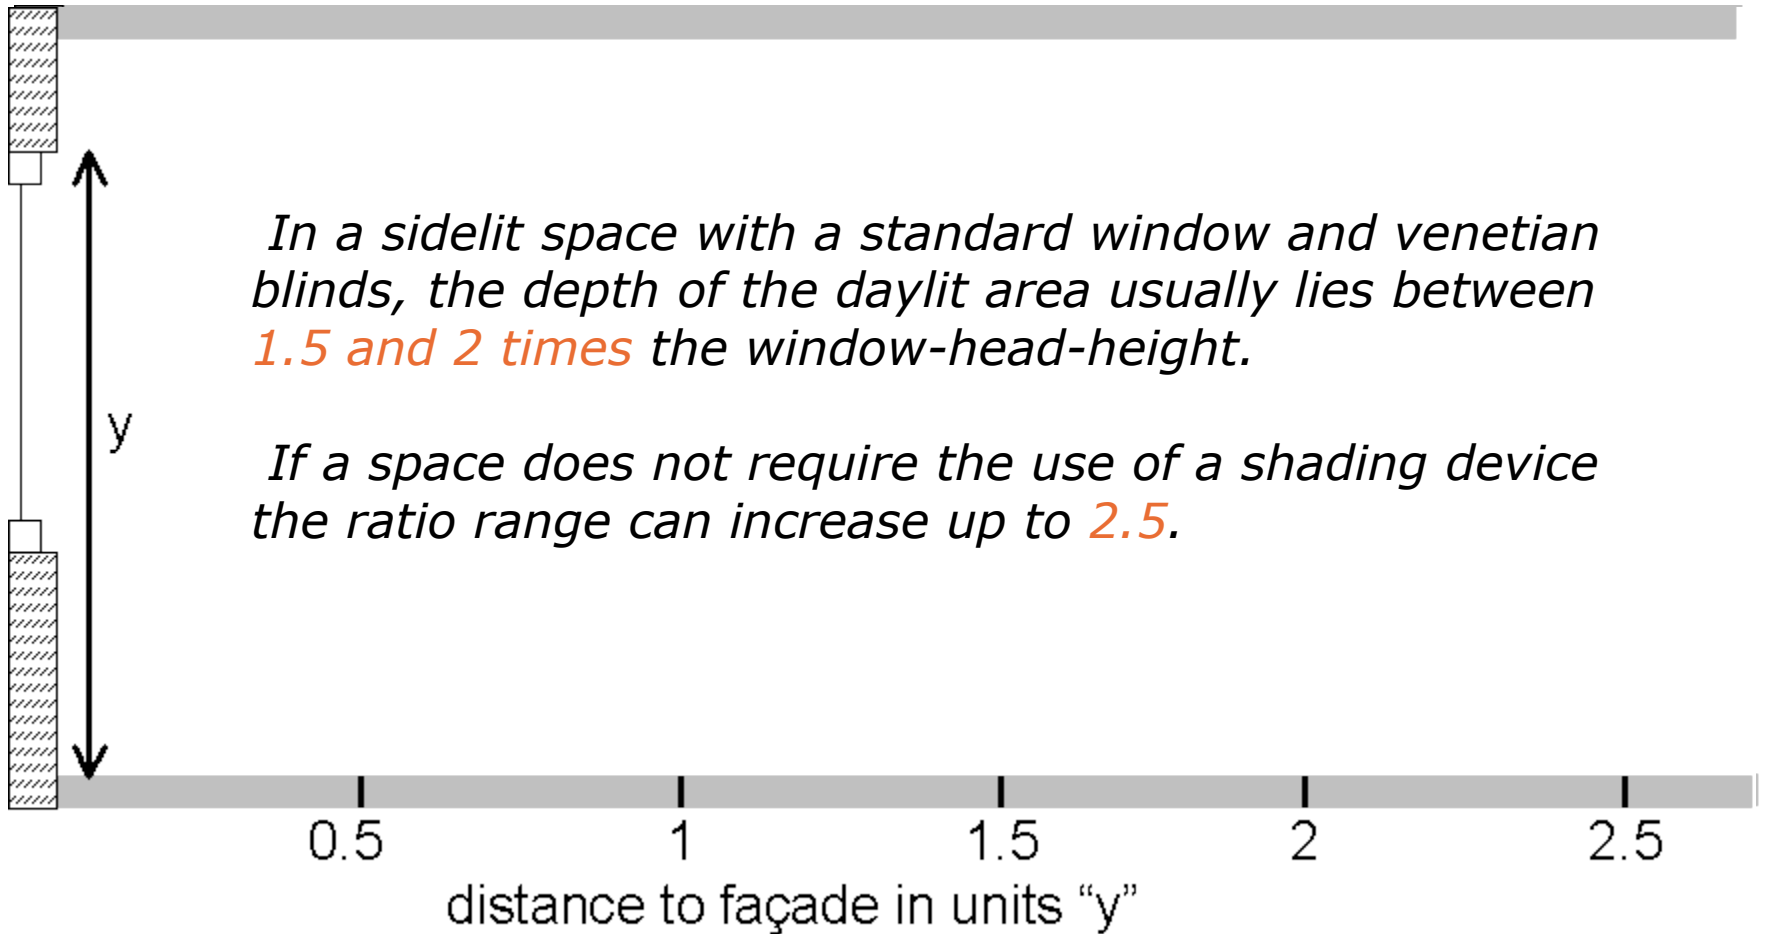 In a sidelit space with a standard window and venetian
blinds, the depth of the daylit area usually lies between
1.5 and 2 times the window-head-height.
y
If a space does not require the use of a shading device
the ratio range can increase up to 2.5.
0.5 1 1.5 2 2.5
distance to façade in units “y”